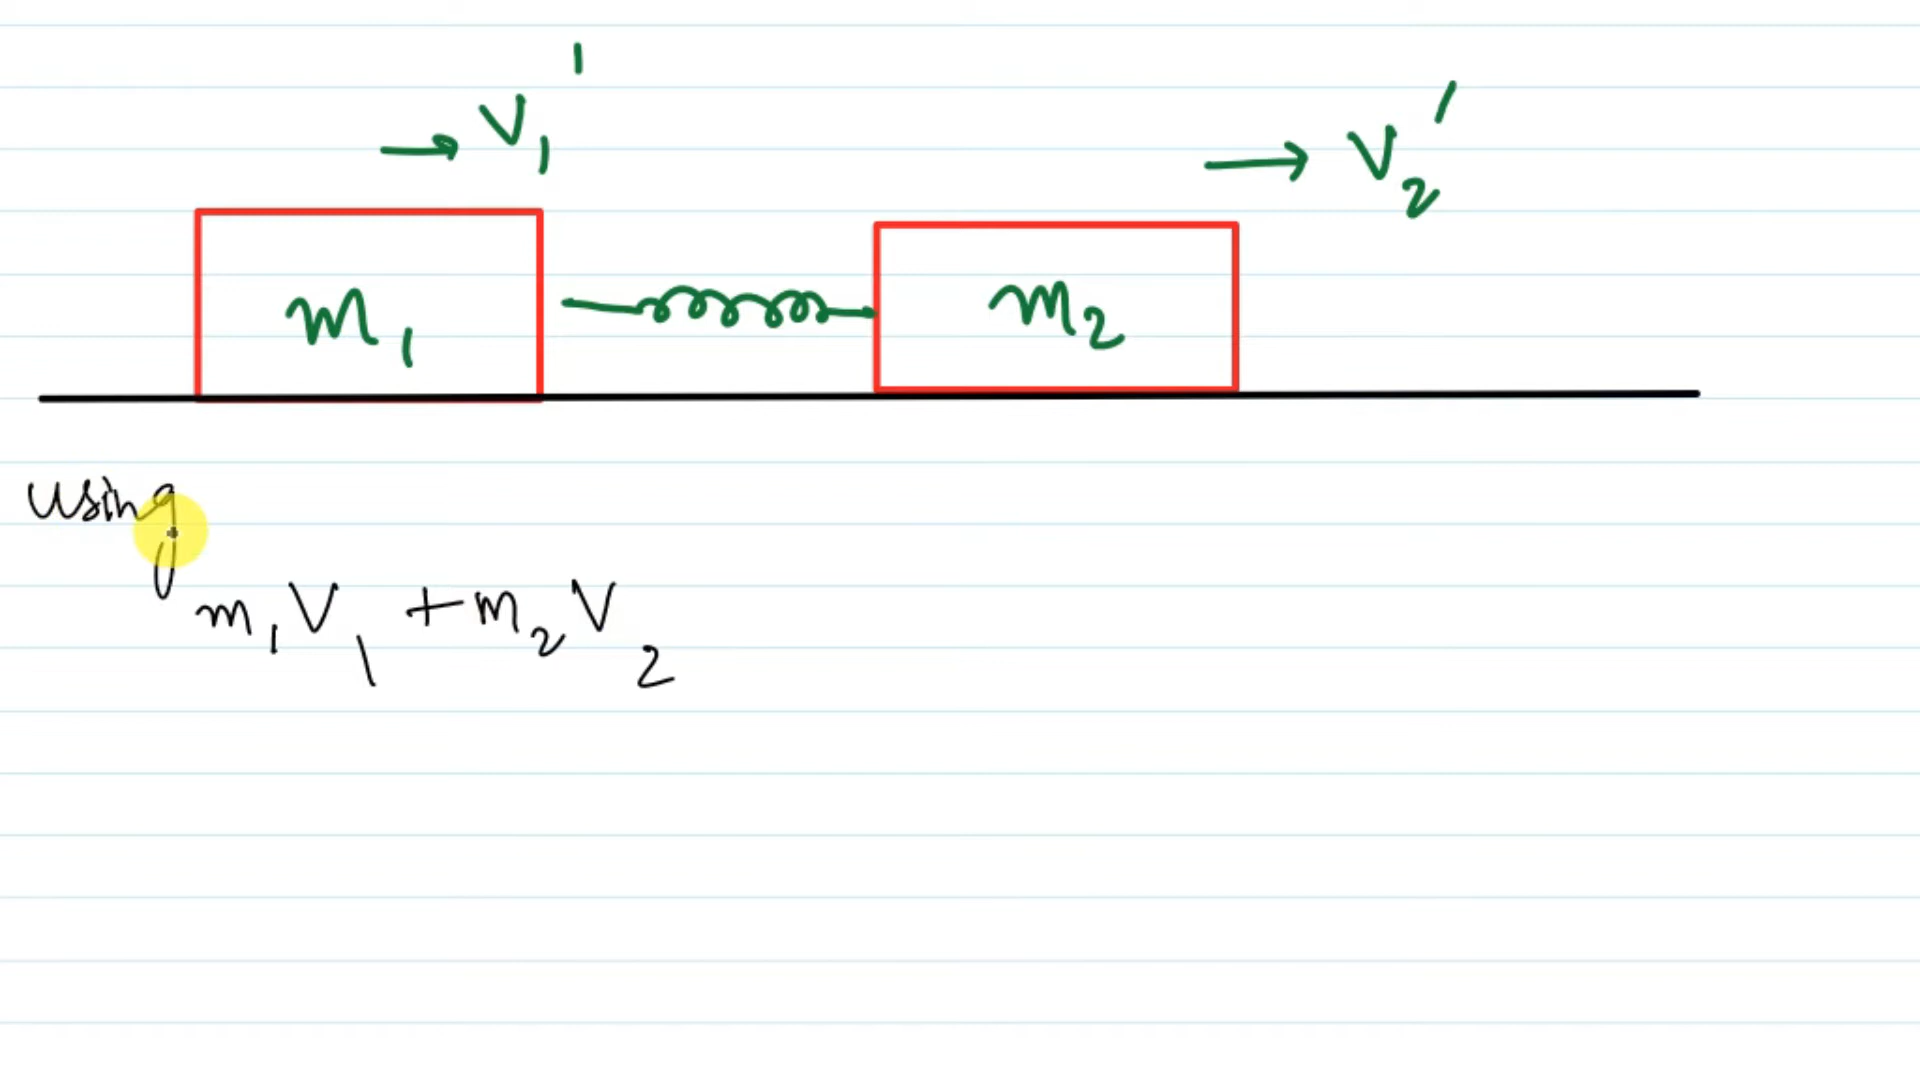 → V₁'
→ V₂'
m₁
m₂
Using
m₁V₁ + m₂V₂